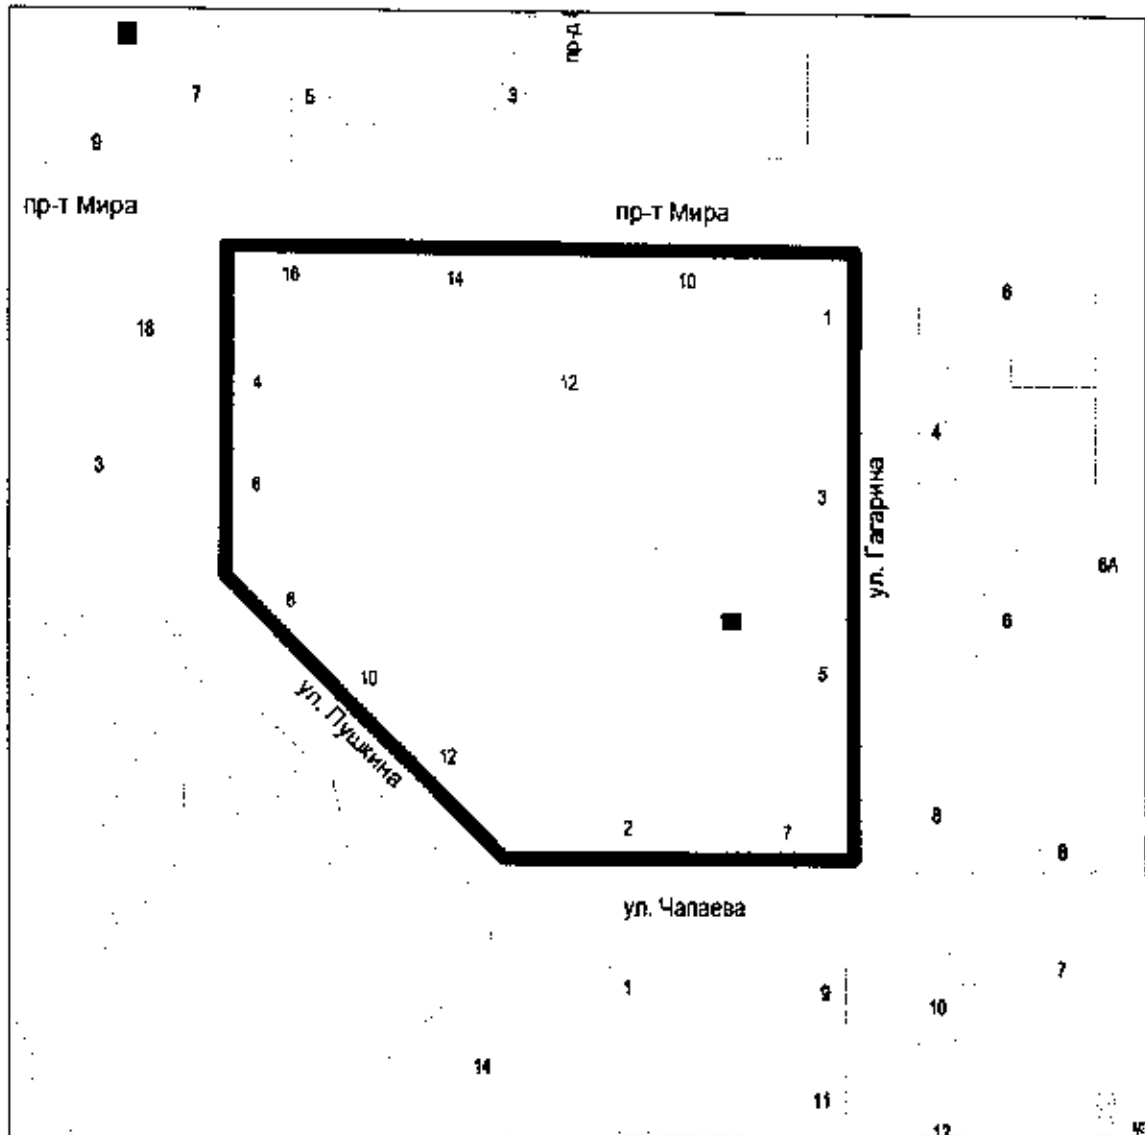 пр-д
7 5 3
9
пр-т Мира
пр-т Мира
16 14 10
6
1
18
4 12
4
3
6
3
ул. Гагарина
6А
8
6
10
5
ул. Пушкина
12
2 7
8
6
ул. Чапаева
7
1 9
10
14
11
12